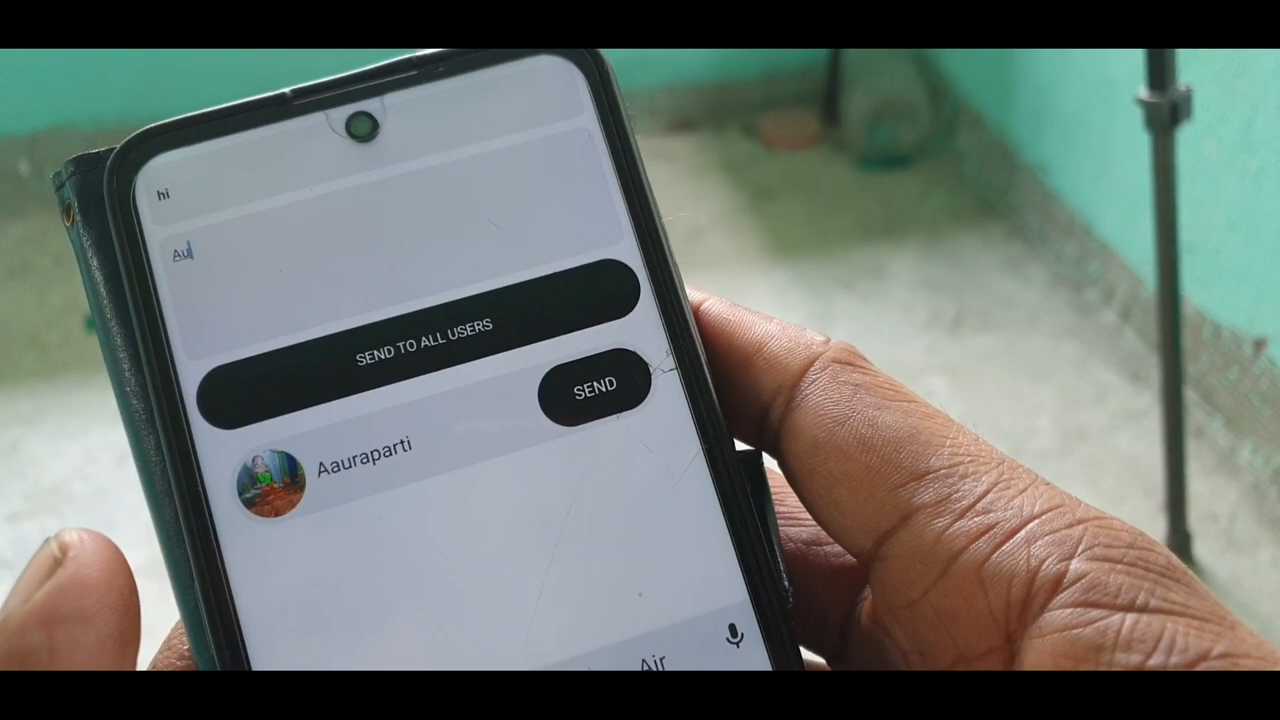 hi
Au
SEND TO ALL USERS
SEND
Aauraparti
Air